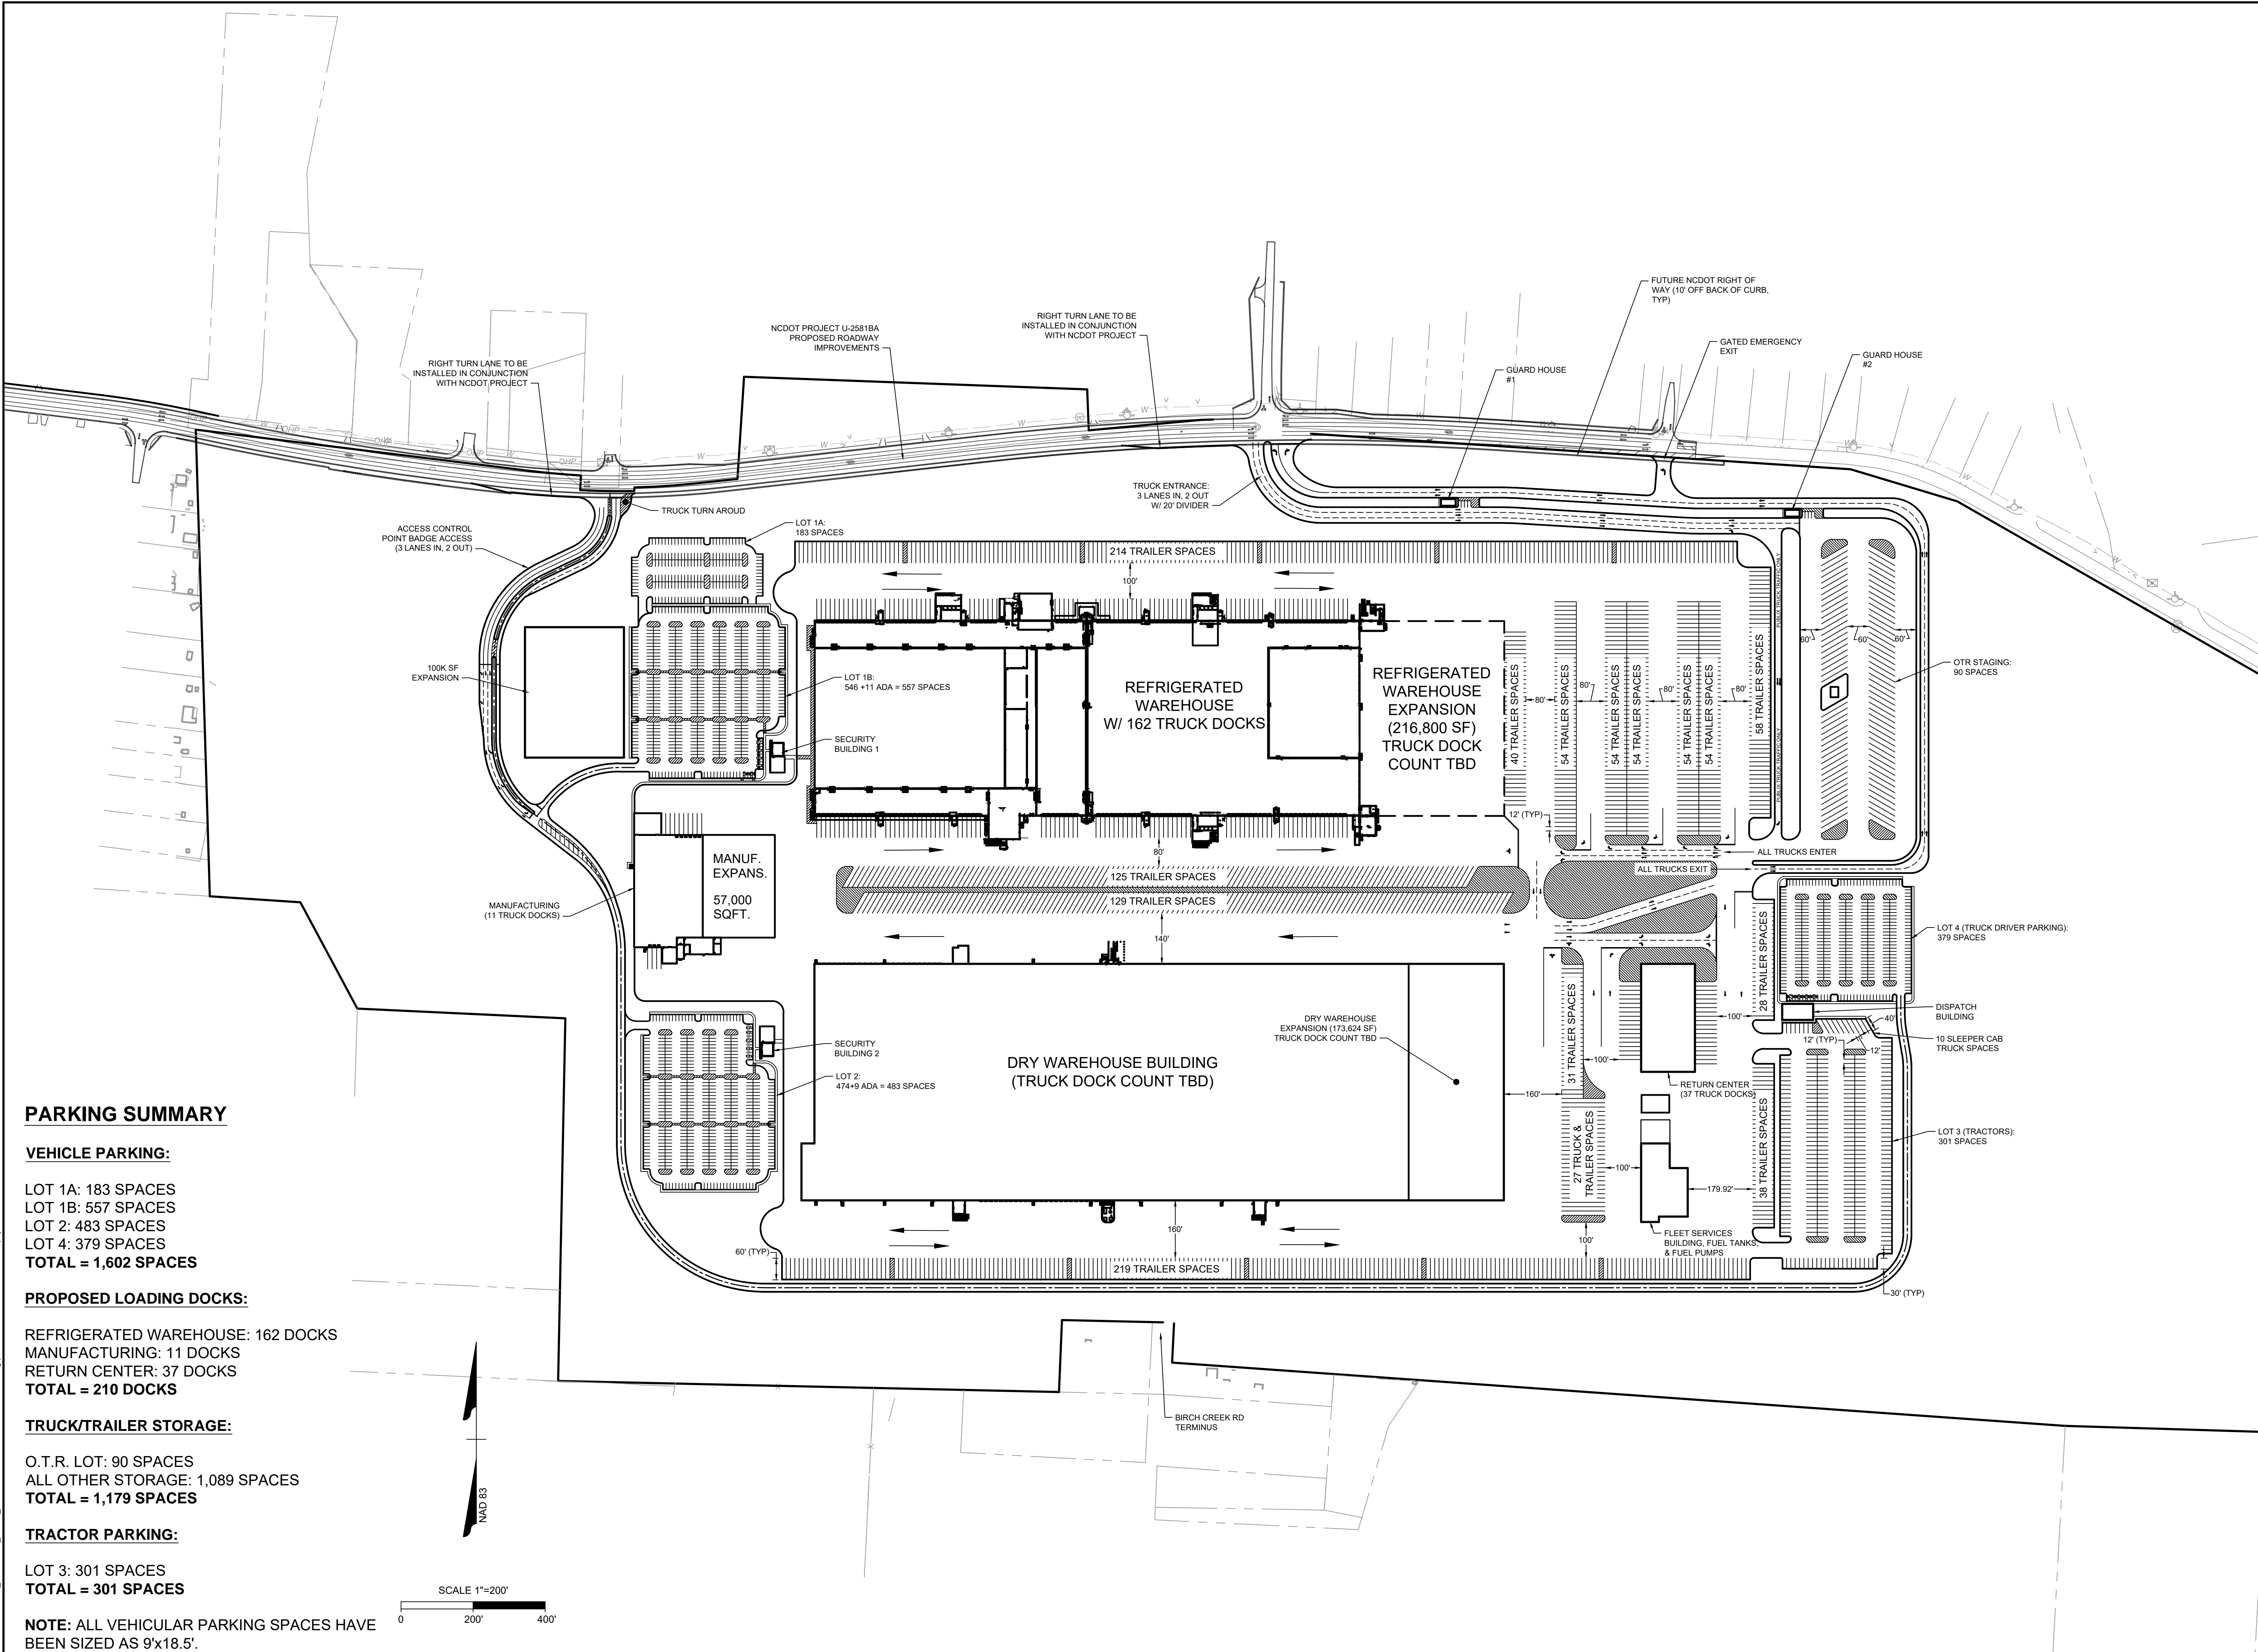 FUTURE NCDOT RIGHT OF
WAY (10' OFF BACK OF CURB,
TYP)
RIGHT TURN LANE TO BE
INSTALLED IN CONJUNCTION
WITH NCDOT PROJECT
NCDOT PROJECT U-2581BA
PROPOSED ROADWAY
IMPROVEMENTS
GATED EMERGENCY
EXIT
GUARD HOUSE
#2
RIGHT TURN LANE TO BE
INSTALLED IN CONJUNCTION
WITH NCDOT PROJECT
GUARD HOUSE
#1
OHP
W
OHP
OHP
W
OHP
W
W
W
W
W
W
W
W
TRUCK ENTRANCE:
3 LANES IN, 2 OUT
W/ 20' DIVIDER
TRUCK TURN AROUD
ACCESS CONTROL
POINT BADGE ACCESS
(3 LANES IN, 2 OUT)
LOT 1A:
183 SPACES
214 TRAILER SPACES
100'
PUBLIX TRUCK TRAFFIC ONLY
PUBLIX TRUCK TRAFFIC ONLY
60'
60'
60'
OTR STAGING:
90 SPACES
100K SF
EXPANSION
LOT 1B:
546 +11 ADA = 557 SPACES
REFRIGERATED
WAREHOUSE
W/ 162 TRUCK DOCKS
REFRIGERATED
WAREHOUSE
EXPANSION
(216,800 SF)
TRUCK DOCK
COUNT TBD
40 TRAILER SPACES
80'
54 TRAILER SPACES
80'
54 TRAILER SPACES
54 TRAILER SPACES
80'
54 TRAILER SPACES
54 TRAILER SPACES
80'
58 TRAILER SPACES
SECURITY
BUILDING 1
12' (TYP)
80'
ALL TRUCKS ENTER
ALL TRUCKS EXIT
MANUF.
EXPANS.
57,000
SQFT.
125 TRAILER SPACES
129 TRAILER SPACES
MANUFACTURING
(11 TRUCK DOCKS)
140'
LOT 4 (TRUCK DRIVER PARKING):
379 SPACES
28 TRAILER SPACES
31 TRAILER SPACES
100'
100'
DISPATCH
BUILDING
40'
12' (TYP)
12'
10 SLEEPER CAB
TRUCK SPACES
DRY WAREHOUSE
EXPANSION (173,624 SF)
TRUCK DOCK COUNT TBD
SECURITY
BUILDING 2
DRY WAREHOUSE BUILDING
(TRUCK DOCK COUNT TBD)
LOT 2:
474+9 ADA = 483 SPACES
160'
RETURN CENTER
(37 TRUCK DOCKS)
27 TRUCK &
TRAILER SPACES
100'
38 TRAILER SPACES
179.92'
LOT 3 (TRACTORS):
301 SPACES
160'
100'
FLEET SERVICES
BUILDING, FUEL TANKS,
& FUEL PUMPS
60' (TYP)
219 TRAILER SPACES
30' (TYP)
BIRCH CREEK RD
TERMINUS
PARKING SUMMARY
VEHICLE PARKING:
LOT 1A: 183 SPACES
LOT 1B: 557 SPACES
LOT 2: 483 SPACES
LOT 4: 379 SPACES
TOTAL = 1,602 SPACES
PROPOSED LOADING DOCKS:
REFRIGERATED WAREHOUSE: 162 DOCKS
MANUFACTURING: 11 DOCKS
RETURN CENTER: 37 DOCKS
TOTAL = 210 DOCKS
TRUCK/TRAILER STORAGE:
O.T.R. LOT: 90 SPACES
ALL OTHER STORAGE: 1,089 SPACES
TOTAL = 1,179 SPACES
TRACTOR PARKING:
LOT 3: 301 SPACES
TOTAL = 301 SPACES
NOTE: ALL VEHICULAR PARKING SPACES HAVE
BEEN SIZED AS 9'x18.5'.
NAD 83
SCALE 1"=200'
0 200' 400'